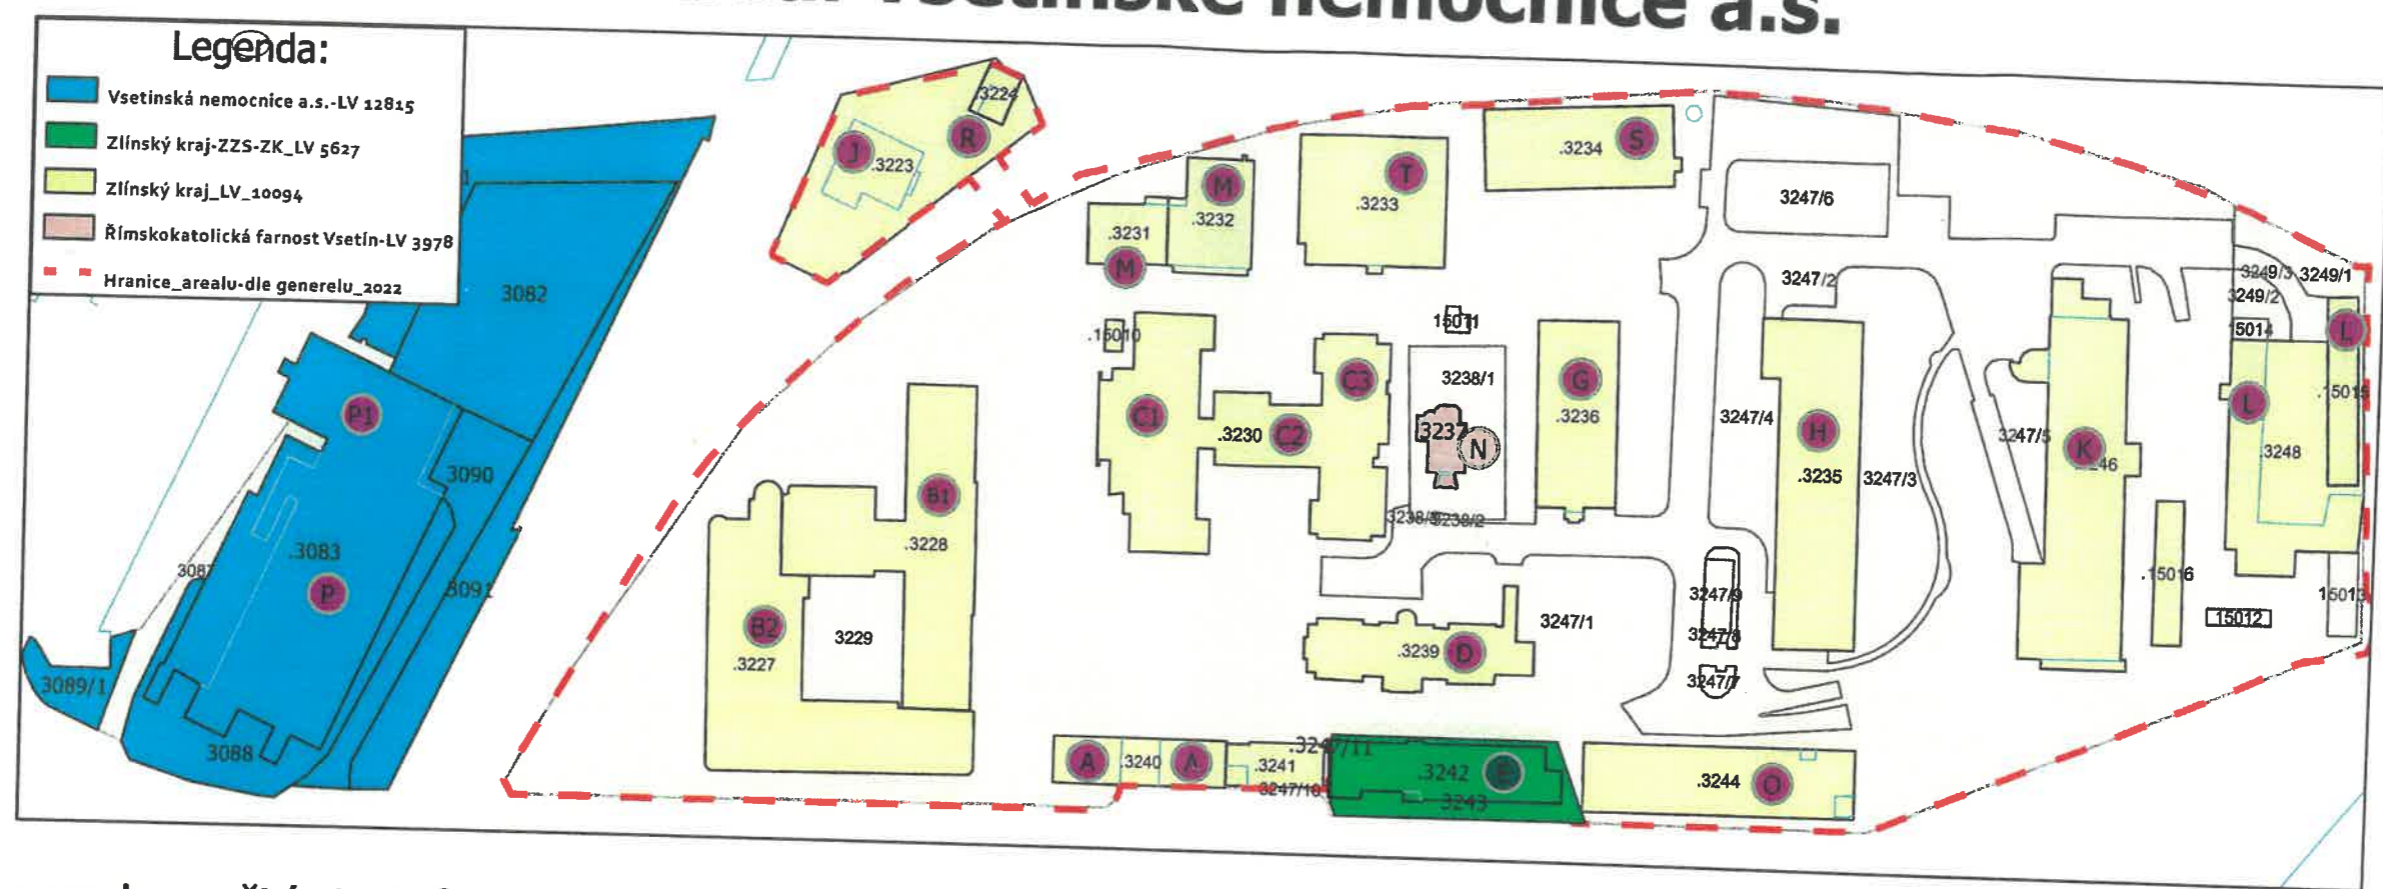 Vsetínské nemocnice a.s.
Legenda:
Vsetinská nemocnice a.s.-LV 12815
Zlínský kraj-ZZS-ZK_LV 5627
Zlínský kraj_LV_10094
Římskokatolická farnost Vsetín-LV 3978
Hranice_arealu-dle generelu_2022
.3224
R
J
.3223
S
.3234
M
.3232
T
.3233
3247/6
.3231
M
3082
3247/2
3249/3
3249/1
3249/2
15011
15014
L
.15010
C3
3238/1
G
.15015
P1
C1
.3236
3247/4
L
.3230
C2
3237
N
H
3247/5
K
.3248
3090
.3235
3247/3
B1
3238/2
.3228
.3083
3087
3091
P
.15016
15013
3247/9
15012
B2
3229
3247/1
3247/8
.3227
.3239
D
3089/1
3247/7
3088
A
.3240
A
.3241
.3242
E
.3244
O
3247/10
3243